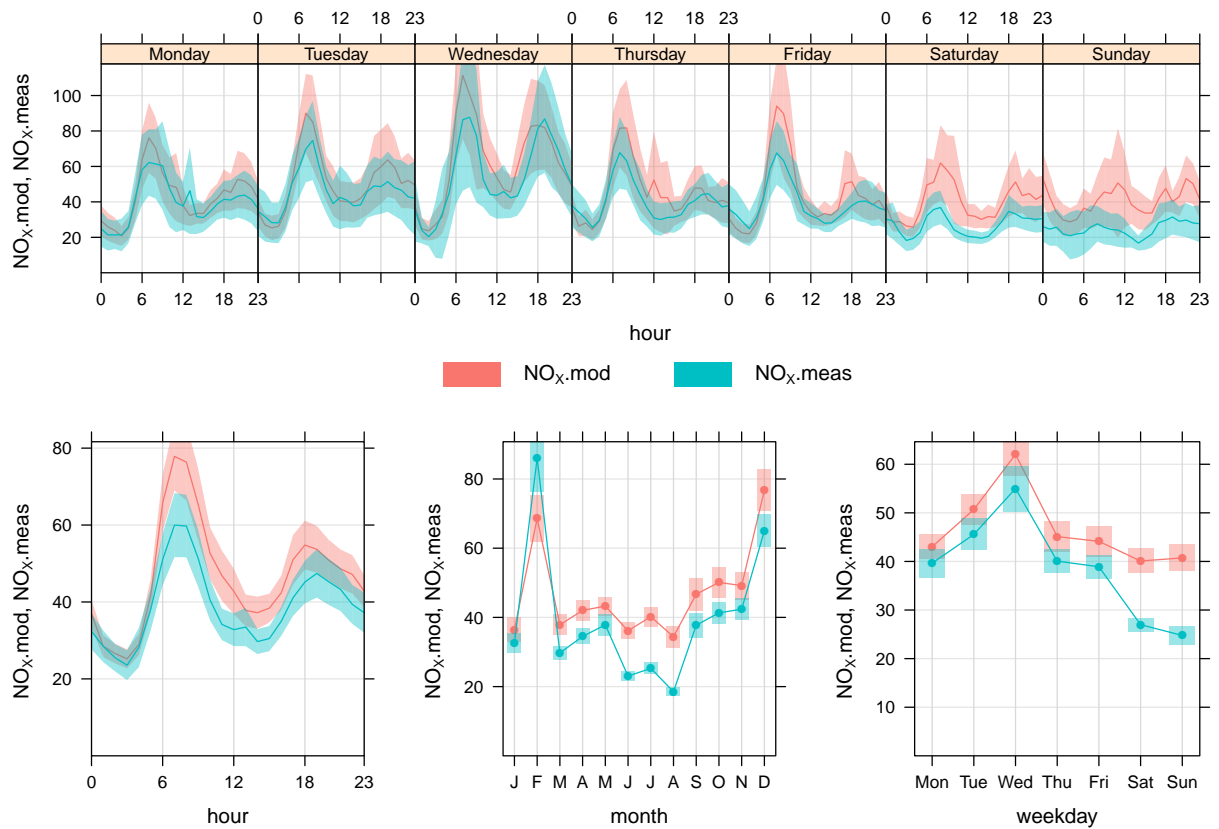 0 6 12 18 23 0 6 12 18 23 0 6 12 18 23
Monday Tuesday Wednesday Thursday Friday Saturday Sunday
NOX.mod, NOX.meas
100
80
60
40
20
0 6 12 18 23 0 6 12 18 23 0 6 12 18 23 0 6 12 18 23
hour
NOX.mod NOX.meas
NOX.mod, NOX.meas
80
60
40
20
0 6 12 18 23
hour
NOX.mod, NOX.meas
80
60
40
20
J F M A M J J A S O N D
month
NOX.mod, NOX.meas
60
50
40
30
20
10
Mon Tue Wed Thu Fri Sat Sun
weekday